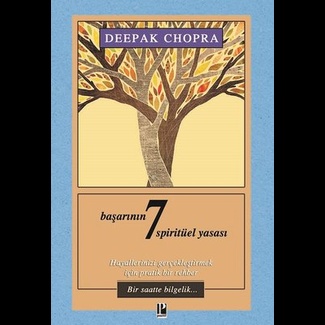 DEEPAK CHOPRA
başarının 7 spiritüel yasası
Hayallerinizi gerçekleştirmek
için pratik bir rehber
Bir saatte bilgelik...